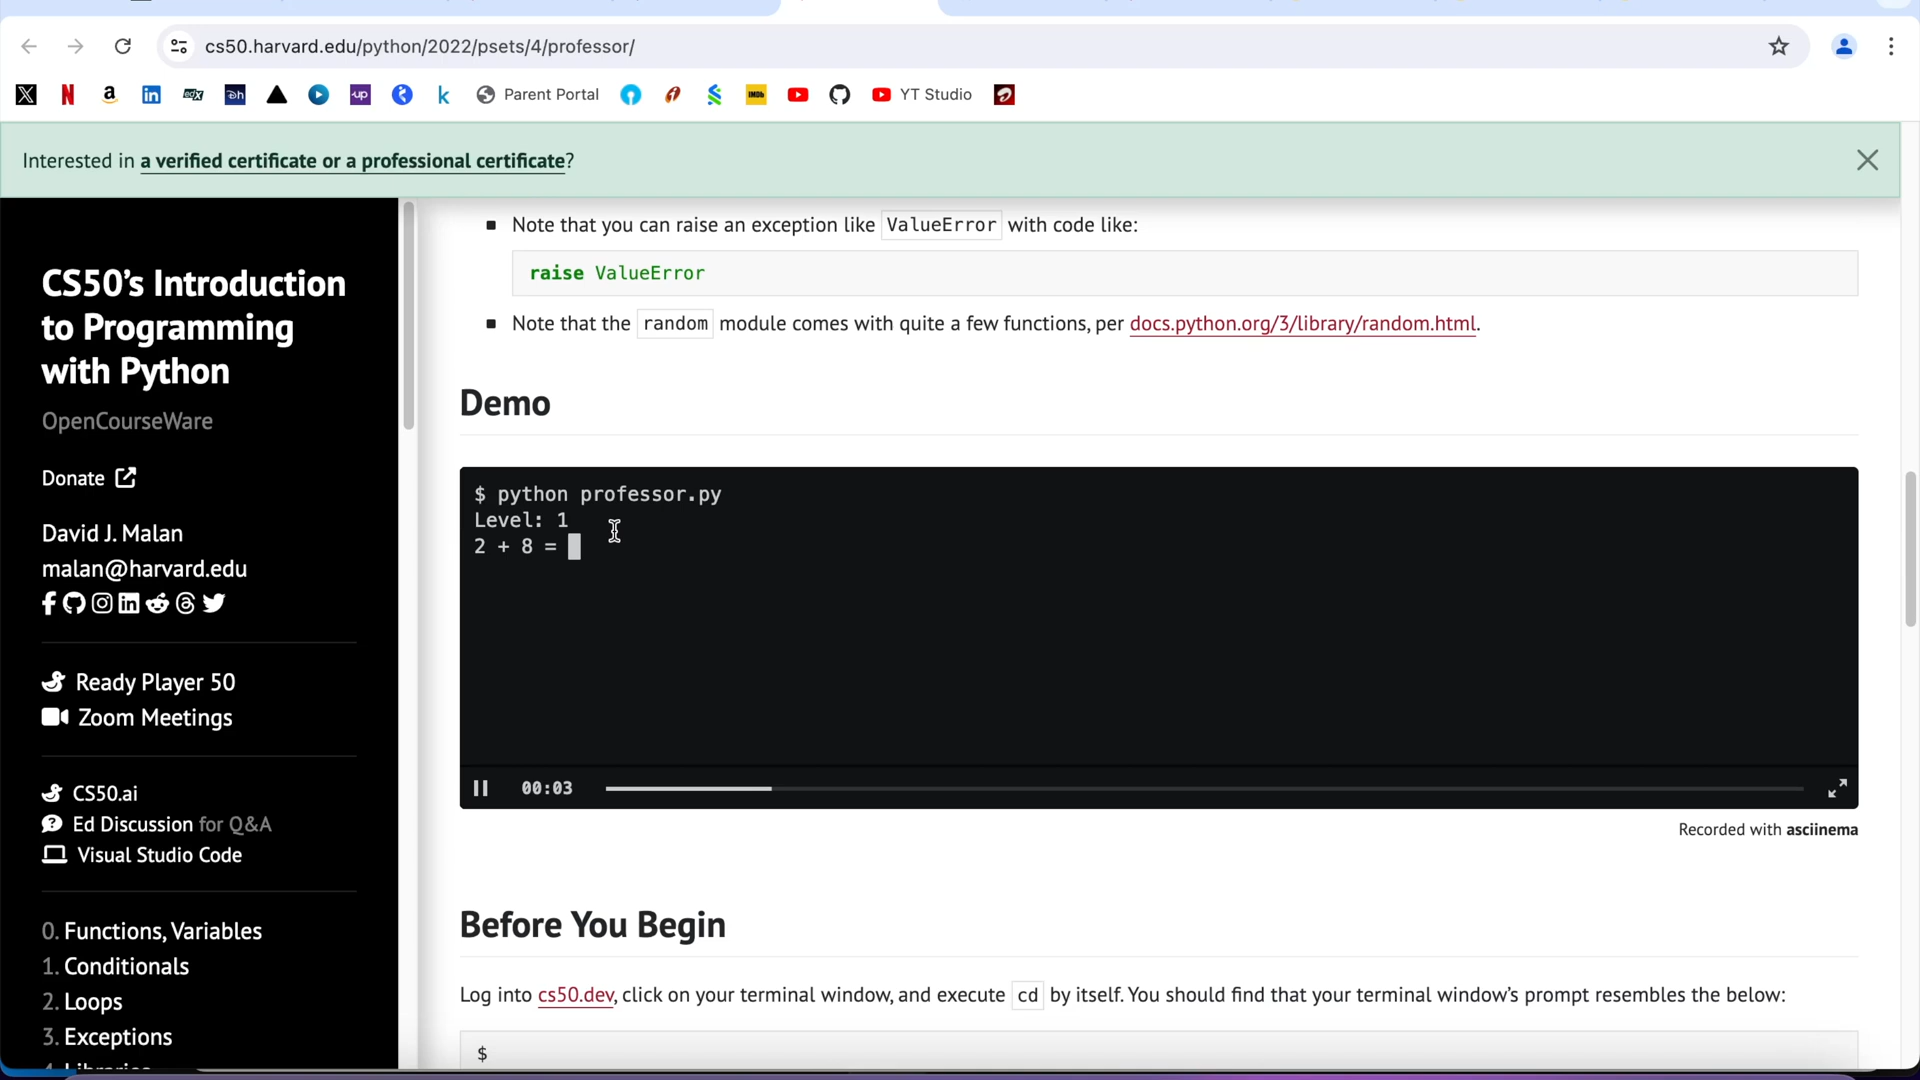 cs50.harvard.edu/python/2022/psets/4/professor/
Parent Portal
YT Studio
Interested in a verified certificate or a professional certificate?
CS50’s Introduction
to Programming
with Python
OpenCourseWare
Donate
David J. Malan
malan@harvard.edu
Ready Player 50
Zoom Meetings
CS50.ai
Ed Discussion for Q&A
Visual Studio Code
0. Functions, Variables
1. Conditionals
2. Loops
3. Exceptions
4. Libraries
Note that you can raise an exception like ValueError with code like:
raise ValueError
Note that the random module comes with quite a few functions, per docs.python.org/3/library/random.html.
Demo
$ python professor.py
Level: 1
2 + 8 =
00:03
Recorded with asciinema
Before You Begin
Log into cs50.dev, click on your terminal window, and execute cd by itself. You should find that your terminal window’s prompt resembles the below:
$